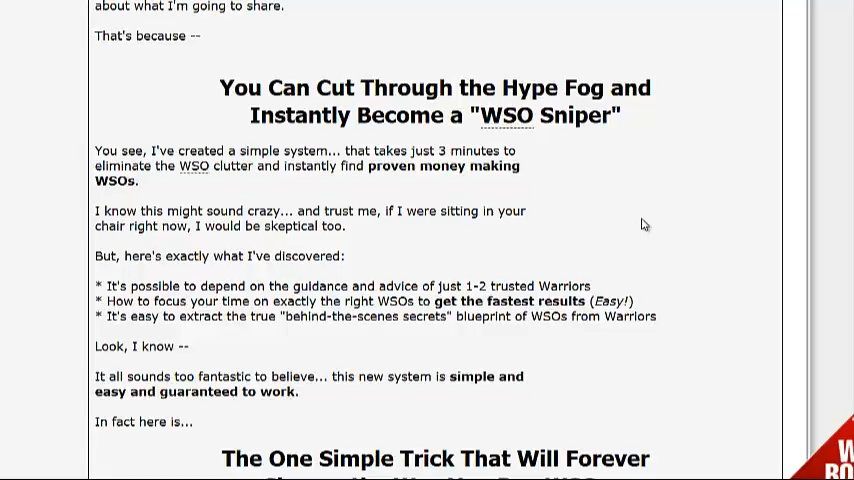 about what I'm going to share.
That's because --
You Can Cut Through the Hype Fog and
Instantly Become a "WSO Sniper"
You see, I've created a simple system... that takes just 3 minutes to
eliminate the WSO clutter and instantly find proven money making
WSOs.
I know this might sound crazy... and trust me, if I were sitting in your
chair right now, I would be skeptical too.
But, here's exactly what I've discovered:
* It's possible to depend on the guidance and advice of just 1-2 trusted Warriors
* How to focus your time on exactly the right WSOs to get the fastest results (Easy!)
* It's easy to extract the true "behind-the-scenes secrets" blueprint of WSOs from Warriors
Look, I know --
It all sounds too fantastic to believe... this new system is simple and
easy and guaranteed to work.
In fact here is...
The One Simple Trick That Will Forever